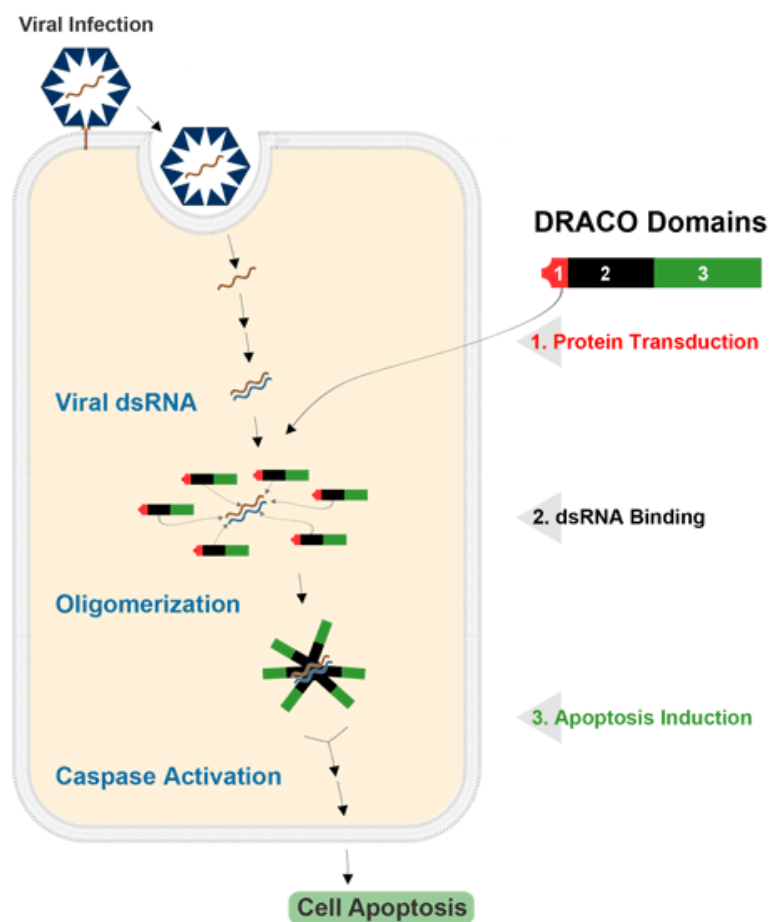 Viral Infection
DRACO Domains
1 2 3
1. Protein Transduction
Viral dsRNA
2. dsRNA Binding
Oligomerization
3. Apoptosis Induction
Caspase Activation
Cell Apoptosis